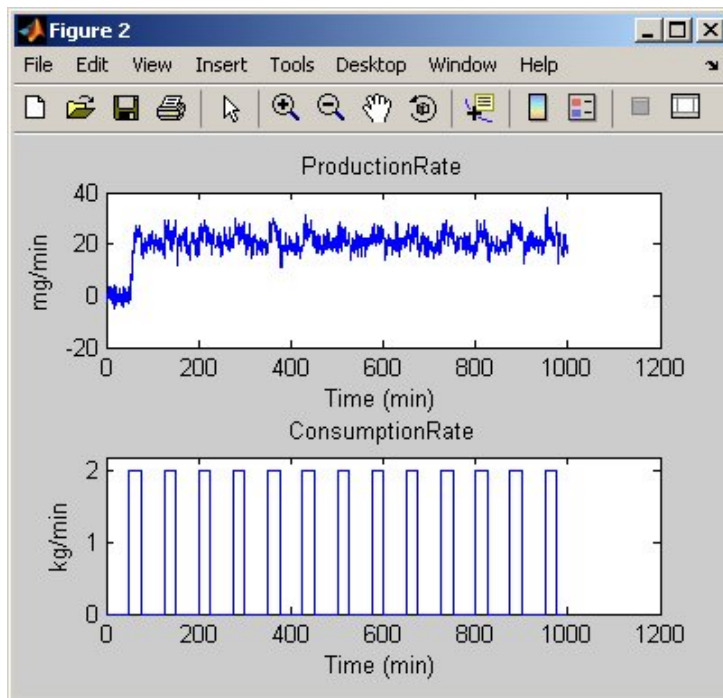 Figure 2
File Edit View Insert Tools Desktop Window Help
ProductionRate
40
20
0
-20
mg/min
0 200 400 600 800 1000 1200
Time (min)
ConsumptionRate
2
1
0
kg/min
0 200 400 600 800 1000 1200
Time (min)